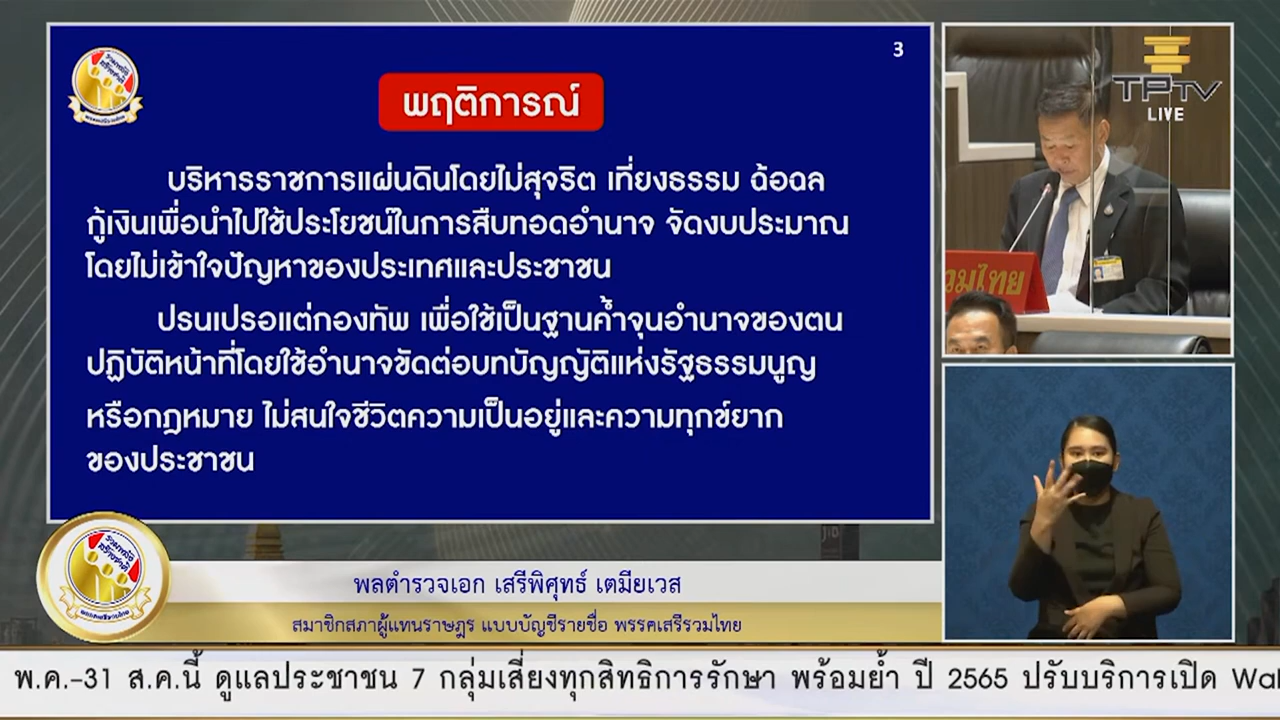 3
พฤติการณ์
บริหารราชการแผ่นดินโดยไม่สุจริต เที่ยงธรรม ฉ้อฉล
กู้เงินเพื่อนำไปใช้ประโยชน์ในการสืบทอดอำนาจ จัดงบประมาณ
โดยไม่เข้าใจปัญหาของประเทศและประชาชน
ปรนเปรอแต่กองทัพ เพื่อใช้เป็นฐานค้ำจุนอำนาจของตน
ปฏิบัติหน้าที่โดยใช้อำนาจขัดต่อบทบัญญัติแห่งรัฐธรรมนูญ
หรือกฎหมาย ไม่สนใจชีวิตความเป็นอยู่และความทุกข์ยาก
ของประชาชน
TPTV
LIVE
รวมไทย
พลตำรวจเอก เสรีพิศุทธ์ เตมียเวส
สมาชิกสภาผู้แทนราษฎร แบบบัญชีรายชื่อ พรรคเสรีรวมไทย
พ.ค.-31 ส.ค.นี้ ดูแลประชาชน 7 กลุ่มเสี่ยงทุกสิทธิการรักษา พร้อมย้ำ ปี 2565 ปรับบริการเปิด Wal